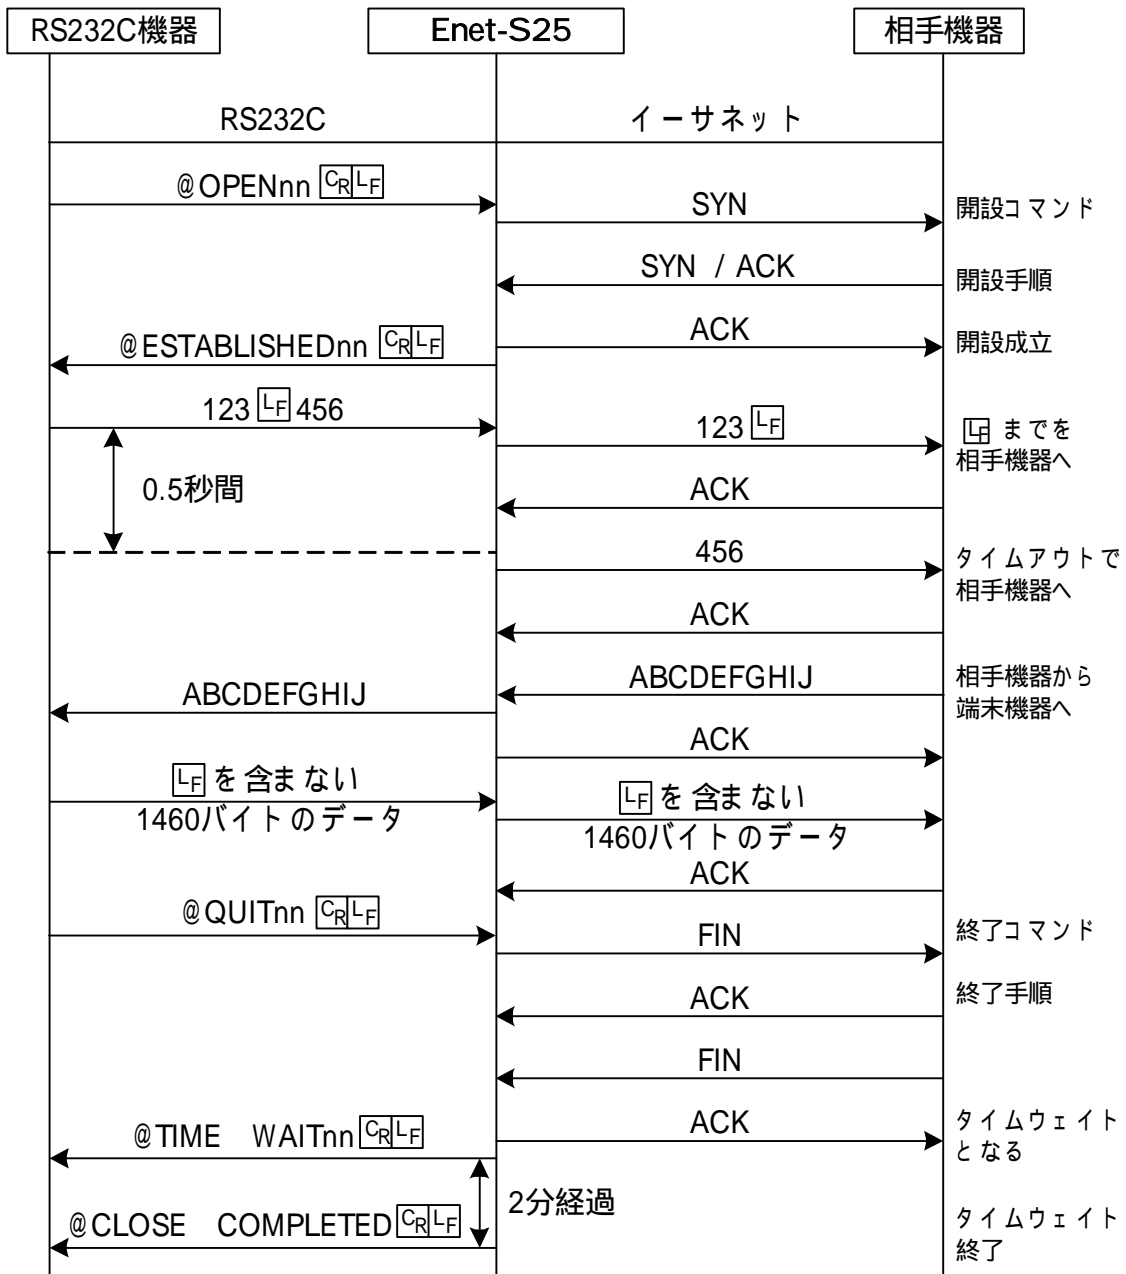 RS232C機器
Enet-S25
相手機器
RS232C
イーサネット
@OPENnn CRLF
SYN
開設コマンド
SYN / ACK
開設手順
ACK
開設成立
@ESTABLISHEDnn CRLF
123 LF 456
123 LF
LF までを
相手機器へ
0.5秒間
ACK
456
タイムアウトで
相手機器へ
ACK
ABCDEFGHIJ
ABCDEFGHIJ
相手機器から
端末機器へ
ACK
LF を含まない
1460バイトのデータ
LF を含まない
1460バイトのデータ
ACK
@QUITnn CRLF
FIN
終了コマンド
ACK
終了手順
FIN
@TIME WAITnn CRLF
ACK
タイムウェイト
となる
2分経過
@CLOSE COMPLETED CRLF
タイムウェイト
終了